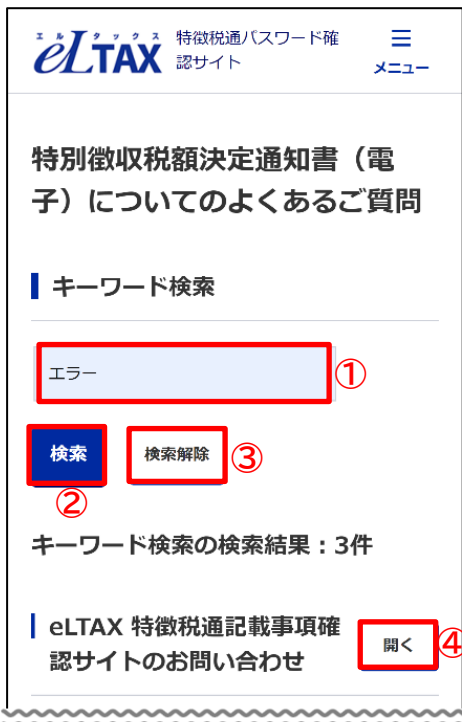 エルタックス
eLTAX
特徴税通パスワード確
認サイト
メニュー
特別徴収税額決定通知書（電
子）についてのよくあるご質問
キーワード検索
エラー
①
検索
検索解除
③
②
キーワード検索の検索結果：3件
eLTAX 特徴税通記載事項確
認サイトのお問い合わせ
開く
④